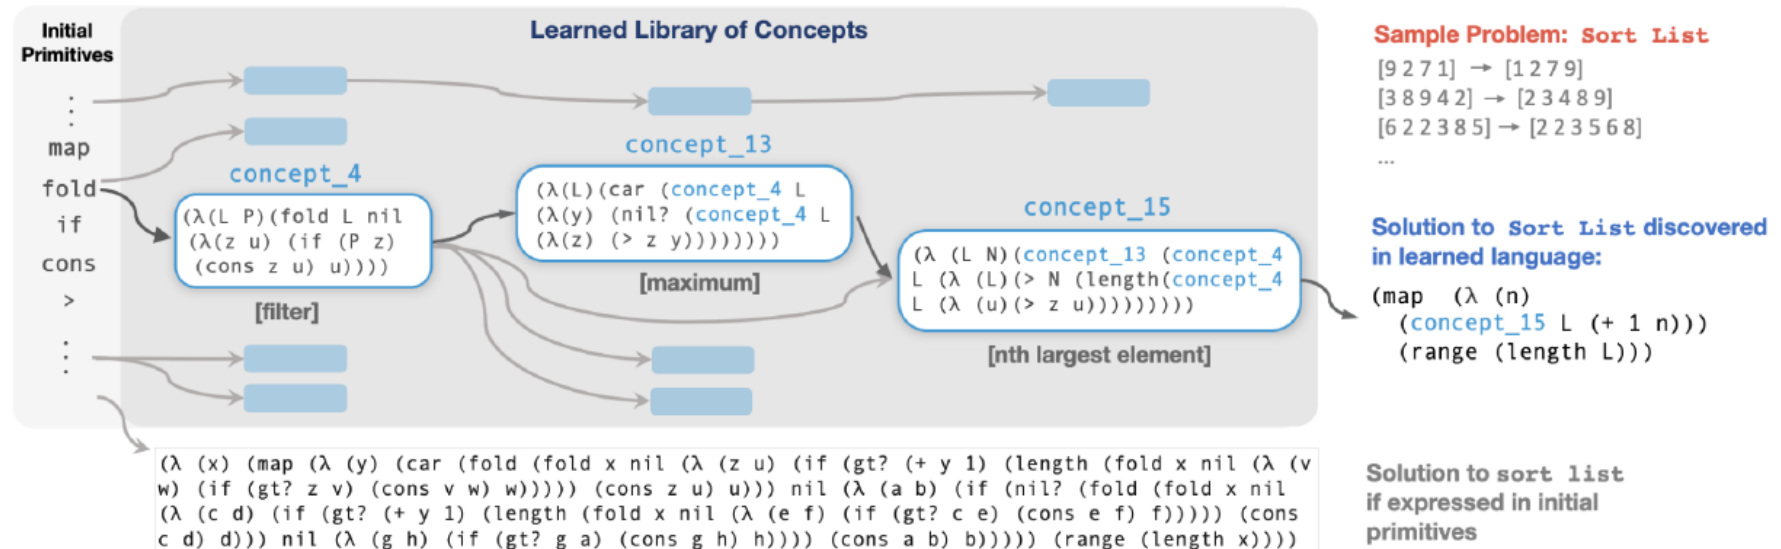 Initial
Primitives
Learned Library of Concepts
map
fold
if
cons
>
concept_4
(λ(L P)(fold L nil
(λ(z u) (if (P z)
(cons z u) u))))
[filter]
concept_13
(λ(L)(car (concept_4 L
(λ(y) (nil? (concept_4 L
(λ(z) (> z y))))))))
[maximum]
concept_15
(λ (L N)(concept_13 (concept_4
L (λ (L)(> N (length(concept_4
L (λ (u)(> z u)))))))))
[nth largest element]
Sample Problem: Sort List
[9 2 7 1] → [1 2 7 9]
[3 8 9 4 2] → [2 3 4 8 9]
[6 2 2 3 8 5] → [2 2 3 5 6 8]
...
Solution to Sort List discovered
in learned language:
(map (λ (n)
(concept_15 L (+ 1 n)))
(range (length L)))
(λ (x) (map (λ (y) (car (fold (fold x nil (λ (z u) (if (gt? (+ y 1) (length (fold x nil (λ (v
w) (if (gt? z v) (cons v w) w))))) (cons z u) u))) nil (λ (a b) (if (nil? (fold (fold x nil
(λ (c d) (if (gt? (+ y 1) (length (fold x nil (λ (e f) (if (gt? c e) (cons e f) f))))) (cons
c d) d))) nil (λ (g h) (if (gt? g a) (cons g h) h)))) (cons a b) b))))) (range (length x))))
Solution to sort list
if expressed in initial
primitives